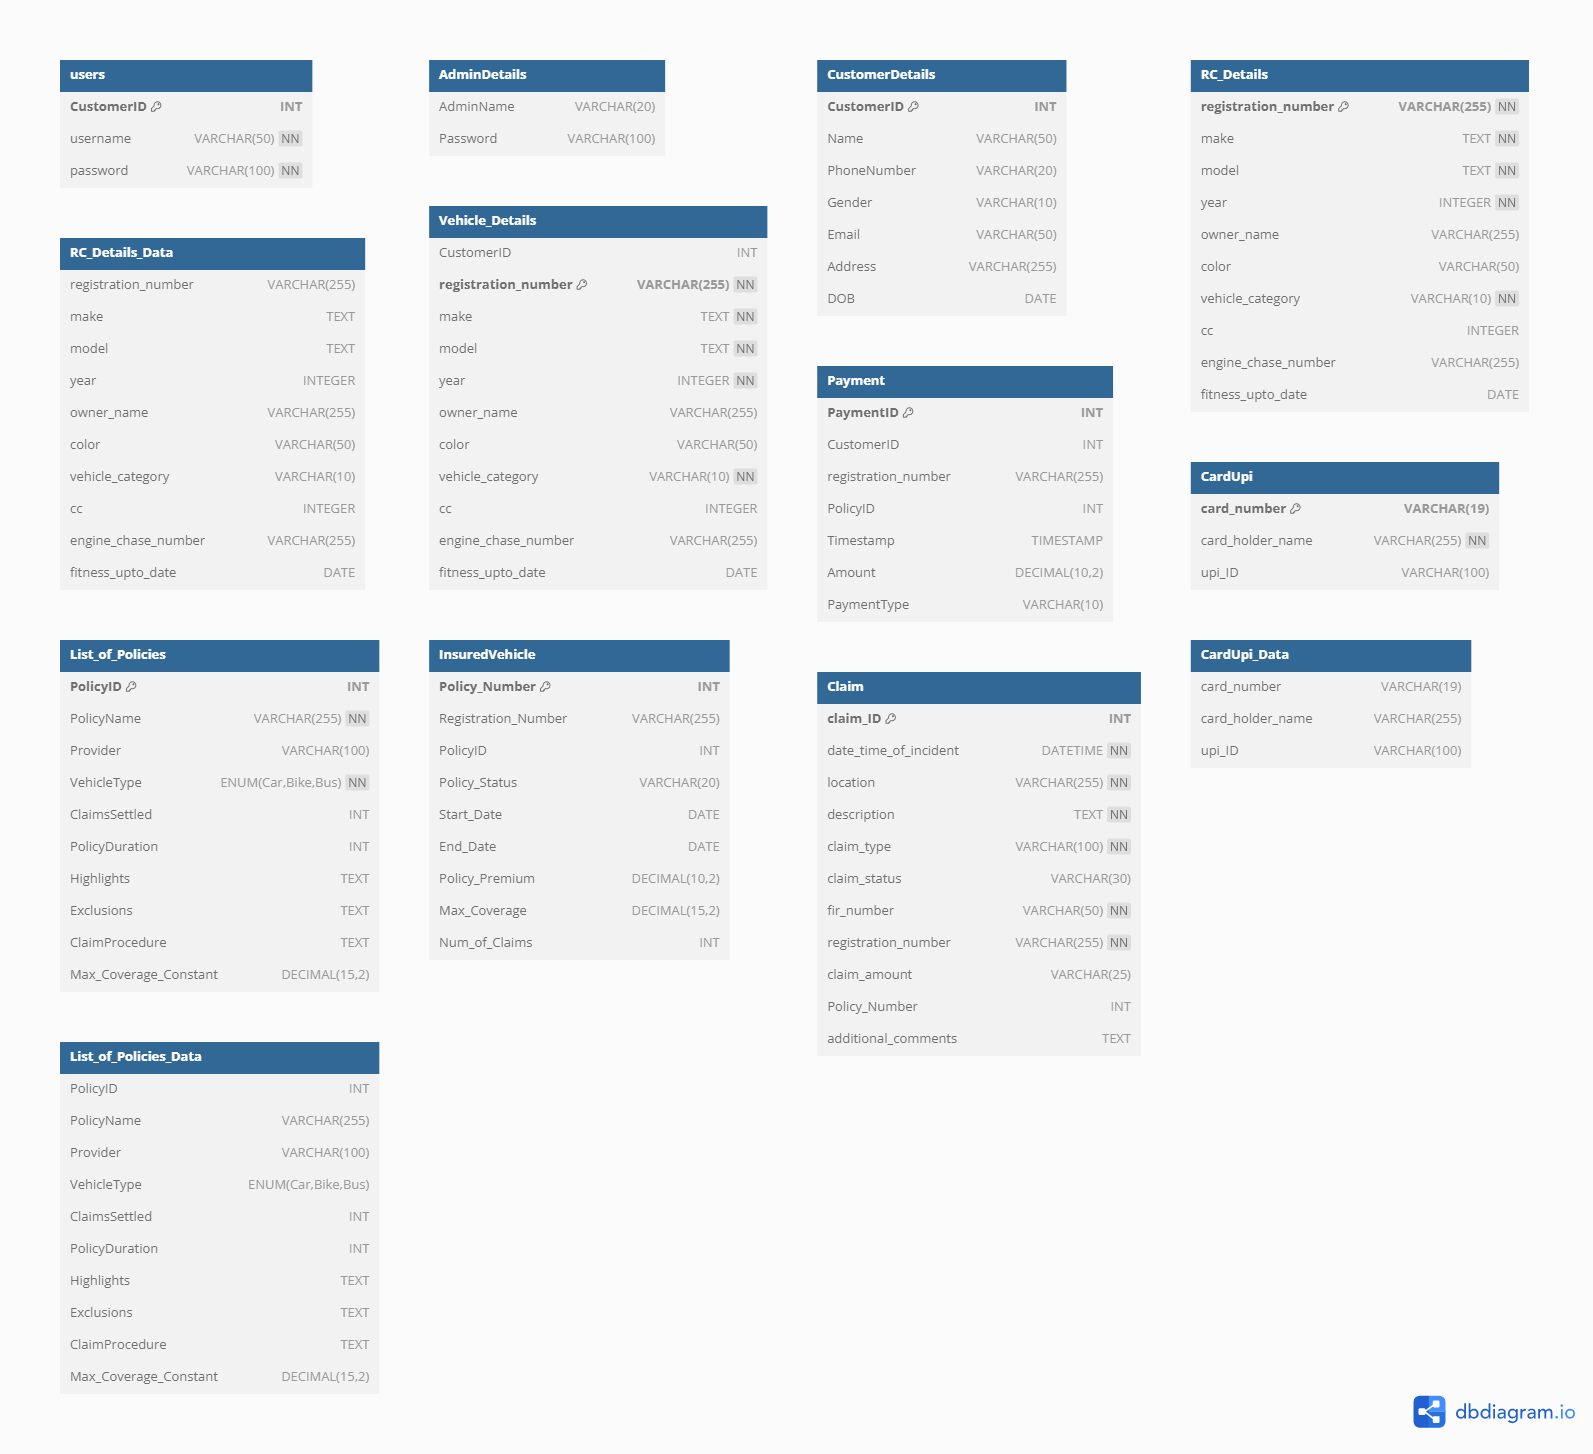 users
CustomerID INT
username VARCHAR(50) NN
password VARCHAR(100) NN
AdminDetails
AdminName VARCHAR(20)
Password VARCHAR(100)
CustomerDetails
CustomerID INT
Name VARCHAR(50)
PhoneNumber VARCHAR(20)
Gender VARCHAR(10)
Email VARCHAR(50)
Address VARCHAR(255)
DOB DATE
RC_Details
registration_number VARCHAR(255) NN
make TEXT NN
model TEXT NN
year INTEGER NN
owner_name VARCHAR(255)
color VARCHAR(50)
vehicle_category VARCHAR(10) NN
cc INTEGER
engine_chase_number VARCHAR(255)
fitness_upto_date DATE
RC_Details_Data
registration_number VARCHAR(255)
make TEXT
model TEXT
year INTEGER
owner_name VARCHAR(255)
color VARCHAR(50)
vehicle_category VARCHAR(10)
cc INTEGER
engine_chase_number VARCHAR(255)
fitness_upto_date DATE
Vehicle_Details
CustomerID INT
registration_number VARCHAR(255) NN
make TEXT NN
model TEXT NN
year INTEGER NN
owner_name VARCHAR(255)
color VARCHAR(50)
vehicle_category VARCHAR(10) NN
cc INTEGER
engine_chase_number VARCHAR(255)
fitness_upto_date DATE
Payment
PaymentID INT
CustomerID INT
registration_number VARCHAR(255)
PolicyID INT
Timestamp TIMESTAMP
Amount DECIMAL(10,2)
PaymentType VARCHAR(10)
CardUpi
card_number VARCHAR(19)
card_holder_name VARCHAR(255) NN
upi_ID VARCHAR(100)
List_of_Policies
PolicyID INT
PolicyName VARCHAR(255) NN
Provider VARCHAR(100)
VehicleType ENUM(Car,Bike,Bus) NN
ClaimsSettled INT
PolicyDuration INT
Highlights TEXT
Exclusions TEXT
ClaimProcedure TEXT
Max_Coverage_Constant DECIMAL(15,2)
InsuredVehicle
Policy_Number INT
Registration_Number VARCHAR(255)
PolicyID INT
Policy_Status VARCHAR(20)
Start_Date DATE
End_Date DATE
Policy_Premium DECIMAL(10,2)
Max_Coverage DECIMAL(15,2)
Num_of_Claims INT
Claim
claim_ID INT
date_time_of_incident DATETIME NN
location VARCHAR(255) NN
description TEXT NN
claim_type VARCHAR(100) NN
claim_status VARCHAR(30)
fir_number VARCHAR(50) NN
registration_number VARCHAR(255) NN
claim_amount VARCHAR(25)
Policy_Number INT
additional_comments TEXT
CardUpi_Data
card_number VARCHAR(19)
card_holder_name VARCHAR(255)
upi_ID VARCHAR(100)
List_of_Policies_Data
PolicyID INT
PolicyName VARCHAR(255)
Provider VARCHAR(100)
VehicleType ENUM(Car,Bike,Bus)
ClaimsSettled INT
PolicyDuration INT
Highlights TEXT
Exclusions TEXT
ClaimProcedure TEXT
Max_Coverage_Constant DECIMAL(15,2)
dbdiagram.io